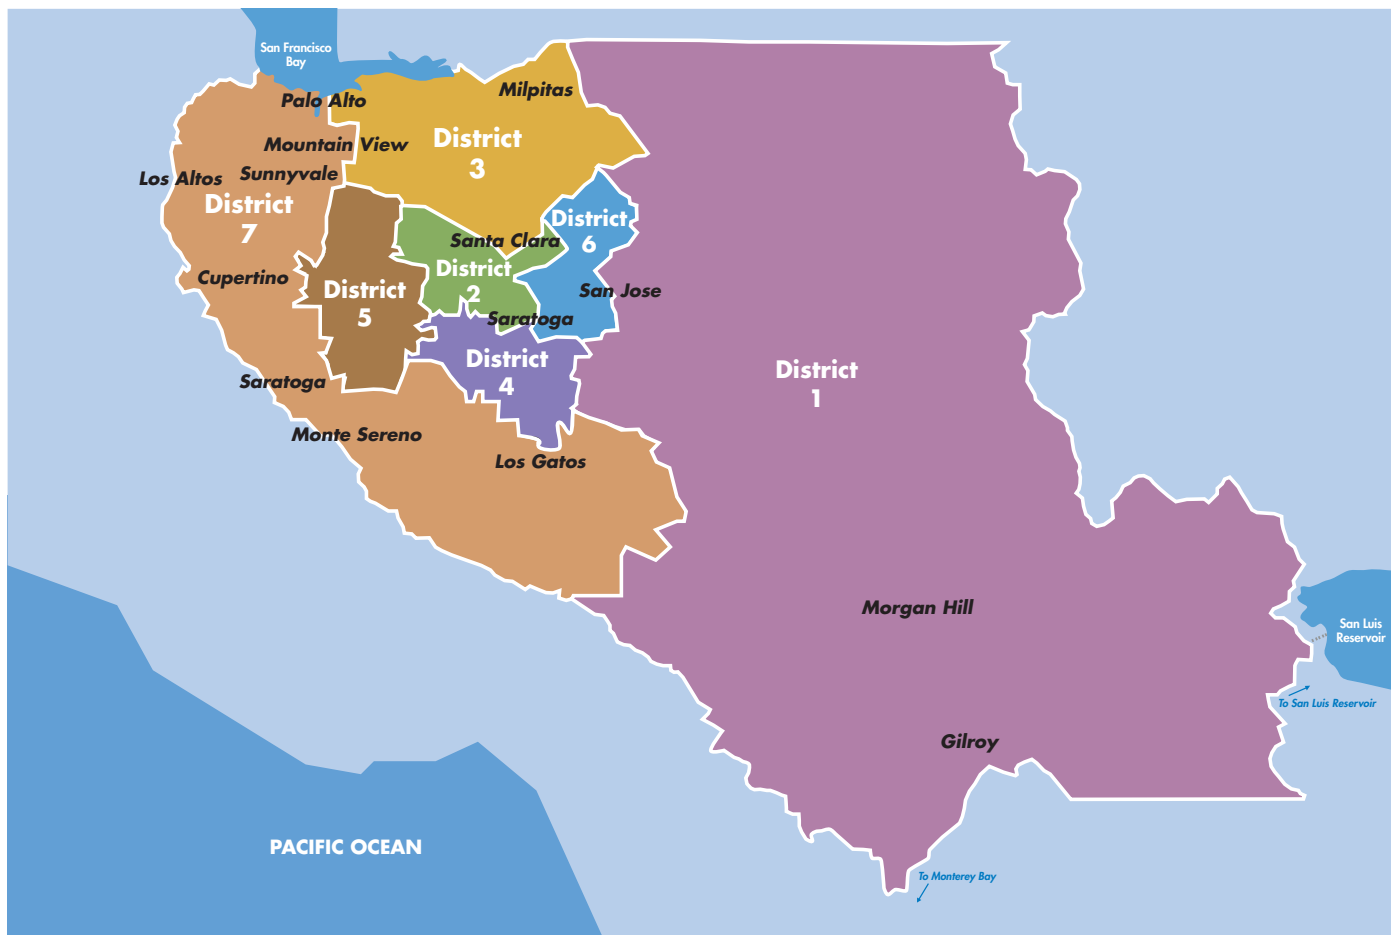 San Francisco
Bay
Palo Alto
Milpitas
Mountain View
District
3
Los Altos
Sunnyvale
District
7
District
6
Santa Clara
District
2
Cupertino
District
5
San Jose
Saratoga
District
4
District
1
Saratoga
Monte Sereno
Los Gatos
Morgan Hill
San Luis
Reservoir
To San Luis Reservoir
Gilroy
PACIFIC OCEAN
To Monterey Bay